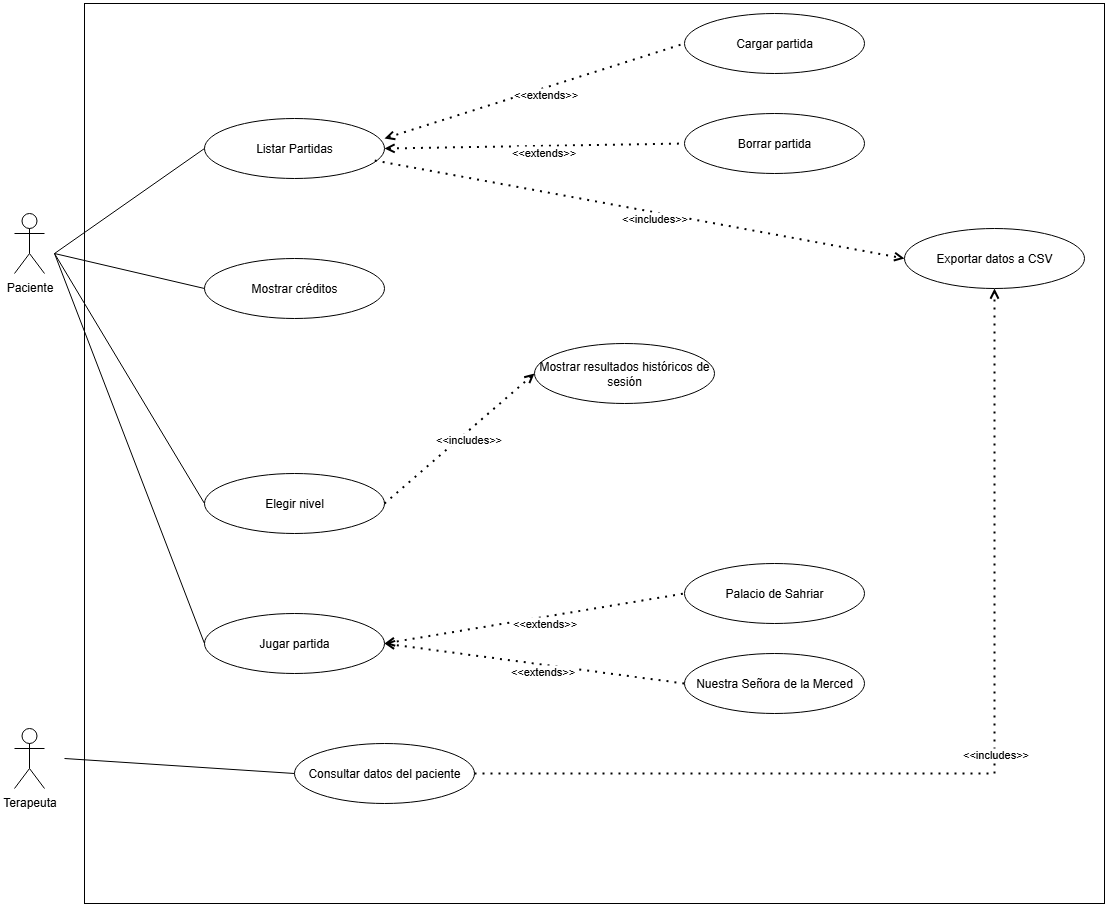 Cargar partida
<<extends>>
Listar Partidas
Borrar partida
<<extends>>
<<includes>>
Exportar datos a CSV
Paciente
Mostrar créditos
Mostrar resultados históricos de
sesión
<<includes>>
Elegir nivel
Palacio de Sahriar
<<extends>>
Jugar partida
<<extends>>
Nuestra Señora de la Merced
<<includes>>
Consultar datos del paciente
Terapeuta